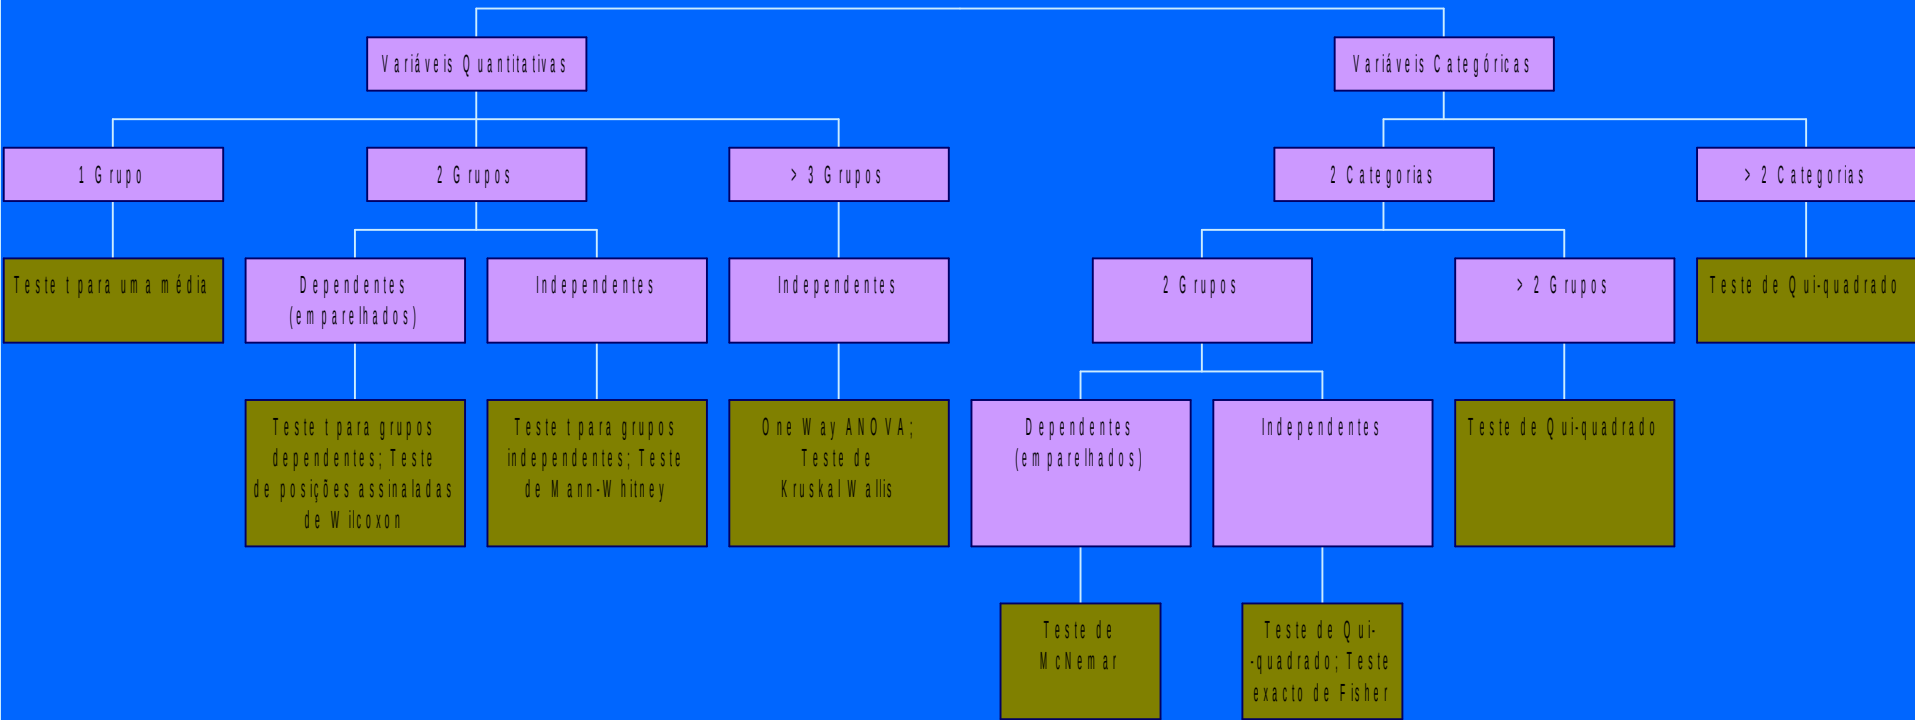 Variáveis Quantitativas
Variáveis Categóricas
1 Grupo
2 Grupos
> 3 Grupos
2 Categorias
> 2 Categorias
Teste t para uma média
Dependentes
(emparelhados)
Independentes
Independentes
2 Grupos
> 2 Grupos
Teste de Qui-quadrado
Teste t para grupos
dependentes; Teste
de posições assinaladas
de Wilcoxon
Teste t para grupos
independentes; Teste
de Mann-Whitney
One Way ANOVA;
Teste de
Kruskal Wallis
Dependentes
(emparelhados)
Independentes
Teste de Qui-quadrado
Teste de
McNemar
Teste de Qui-
-quadrado; Teste
exacto de Fisher